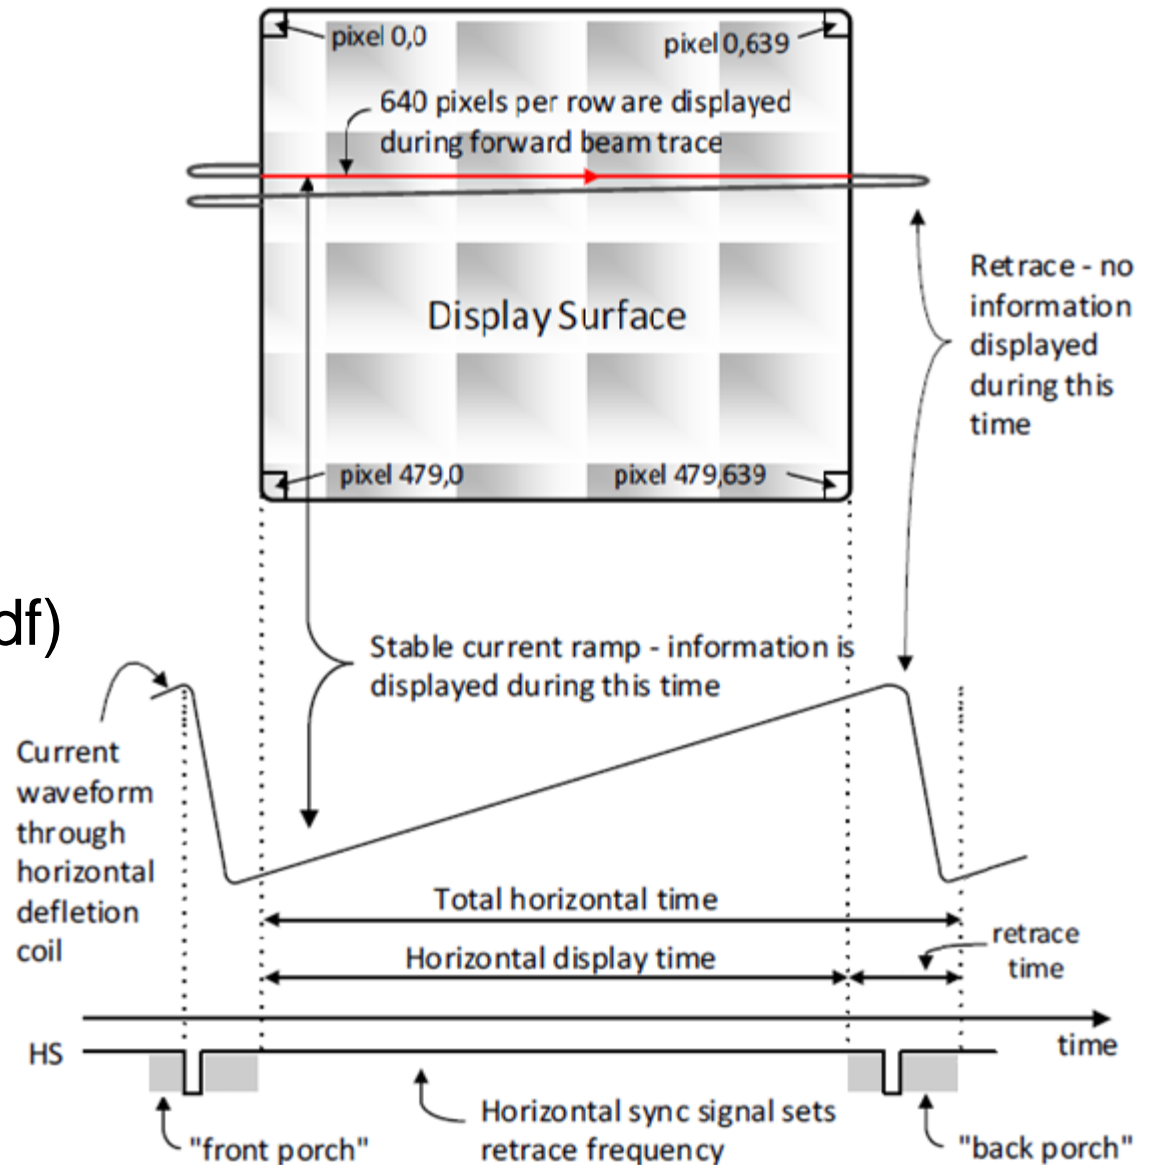 pixel 0,0
pixel 0,639
640 pixels per row are displayed
during forward beam trace
Display Surface
Retrace - no
information
displayed
during this
time
pixel 479,0
pixel 479,639
df)
Stable current ramp - information is
displayed during this time
Current
waveform
through
horizontal
defletion
coil
Total horizontal time
retrace
time
Horizontal display time
time
HS
Horizontal sync signal sets
retrace frequency
"front porch"
"back porch"